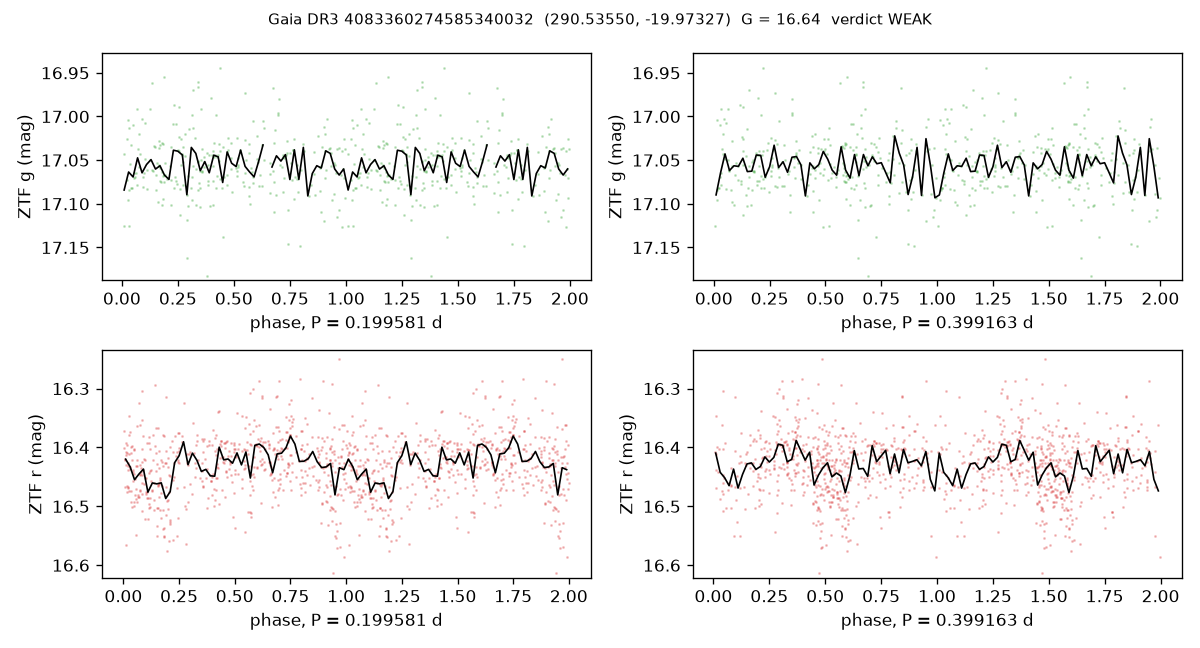 Gaia DR3 4083360274585340032 (290.53550, -19.97327) G = 16.64 verdict WEAK
ZTF g (mag)
16.95
17.00
17.05
17.10
17.15
0.00 0.25 0.50 0.75 1.00 1.25 1.50 1.75 2.00
phase, P = 0.199581 d
ZTF g (mag)
16.95
17.00
17.05
17.10
17.15
0.00 0.25 0.50 0.75 1.00 1.25 1.50 1.75 2.00
phase, P = 0.399163 d
ZTF r (mag)
16.3
16.4
16.5
16.6
0.00 0.25 0.50 0.75 1.00 1.25 1.50 1.75 2.00
phase, P = 0.199581 d
ZTF r (mag)
16.3
16.4
16.5
16.6
0.00 0.25 0.50 0.75 1.00 1.25 1.50 1.75 2.00
phase, P = 0.399163 d